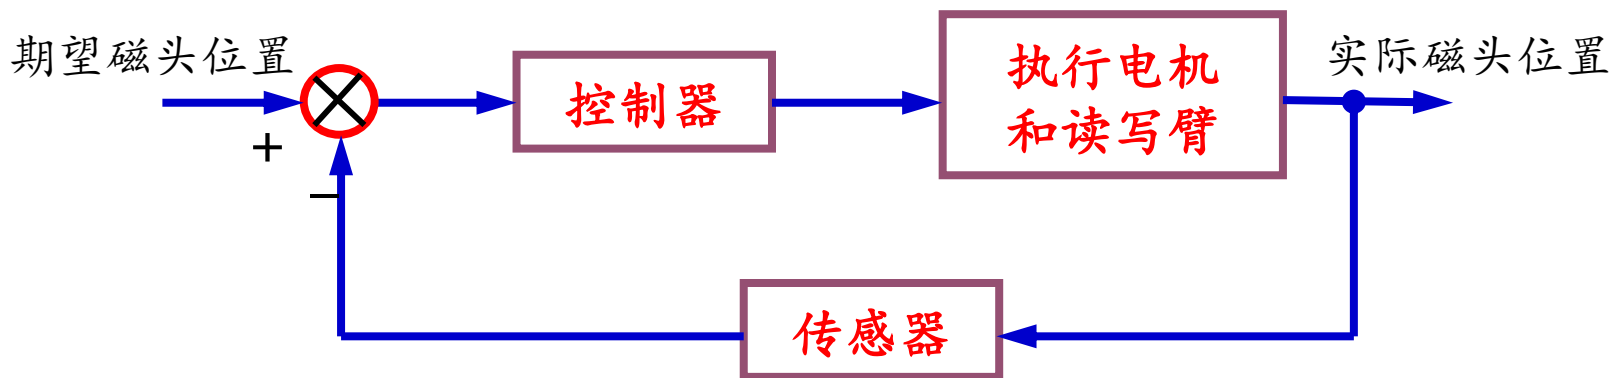 期望磁头位置
+
−
控制器
执行电机
和读写臂
实际磁头位置
传感器